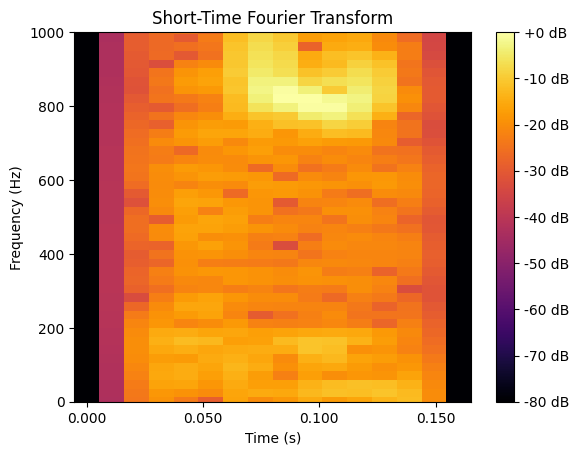 Short-Time Fourier Transform
1000
800
600
400
200
0
Frequency (Hz)
0.000
0.050
0.100
0.150
Time (s)
+0 dB
-10 dB
-20 dB
-30 dB
-40 dB
-50 dB
-60 dB
-70 dB
-80 dB